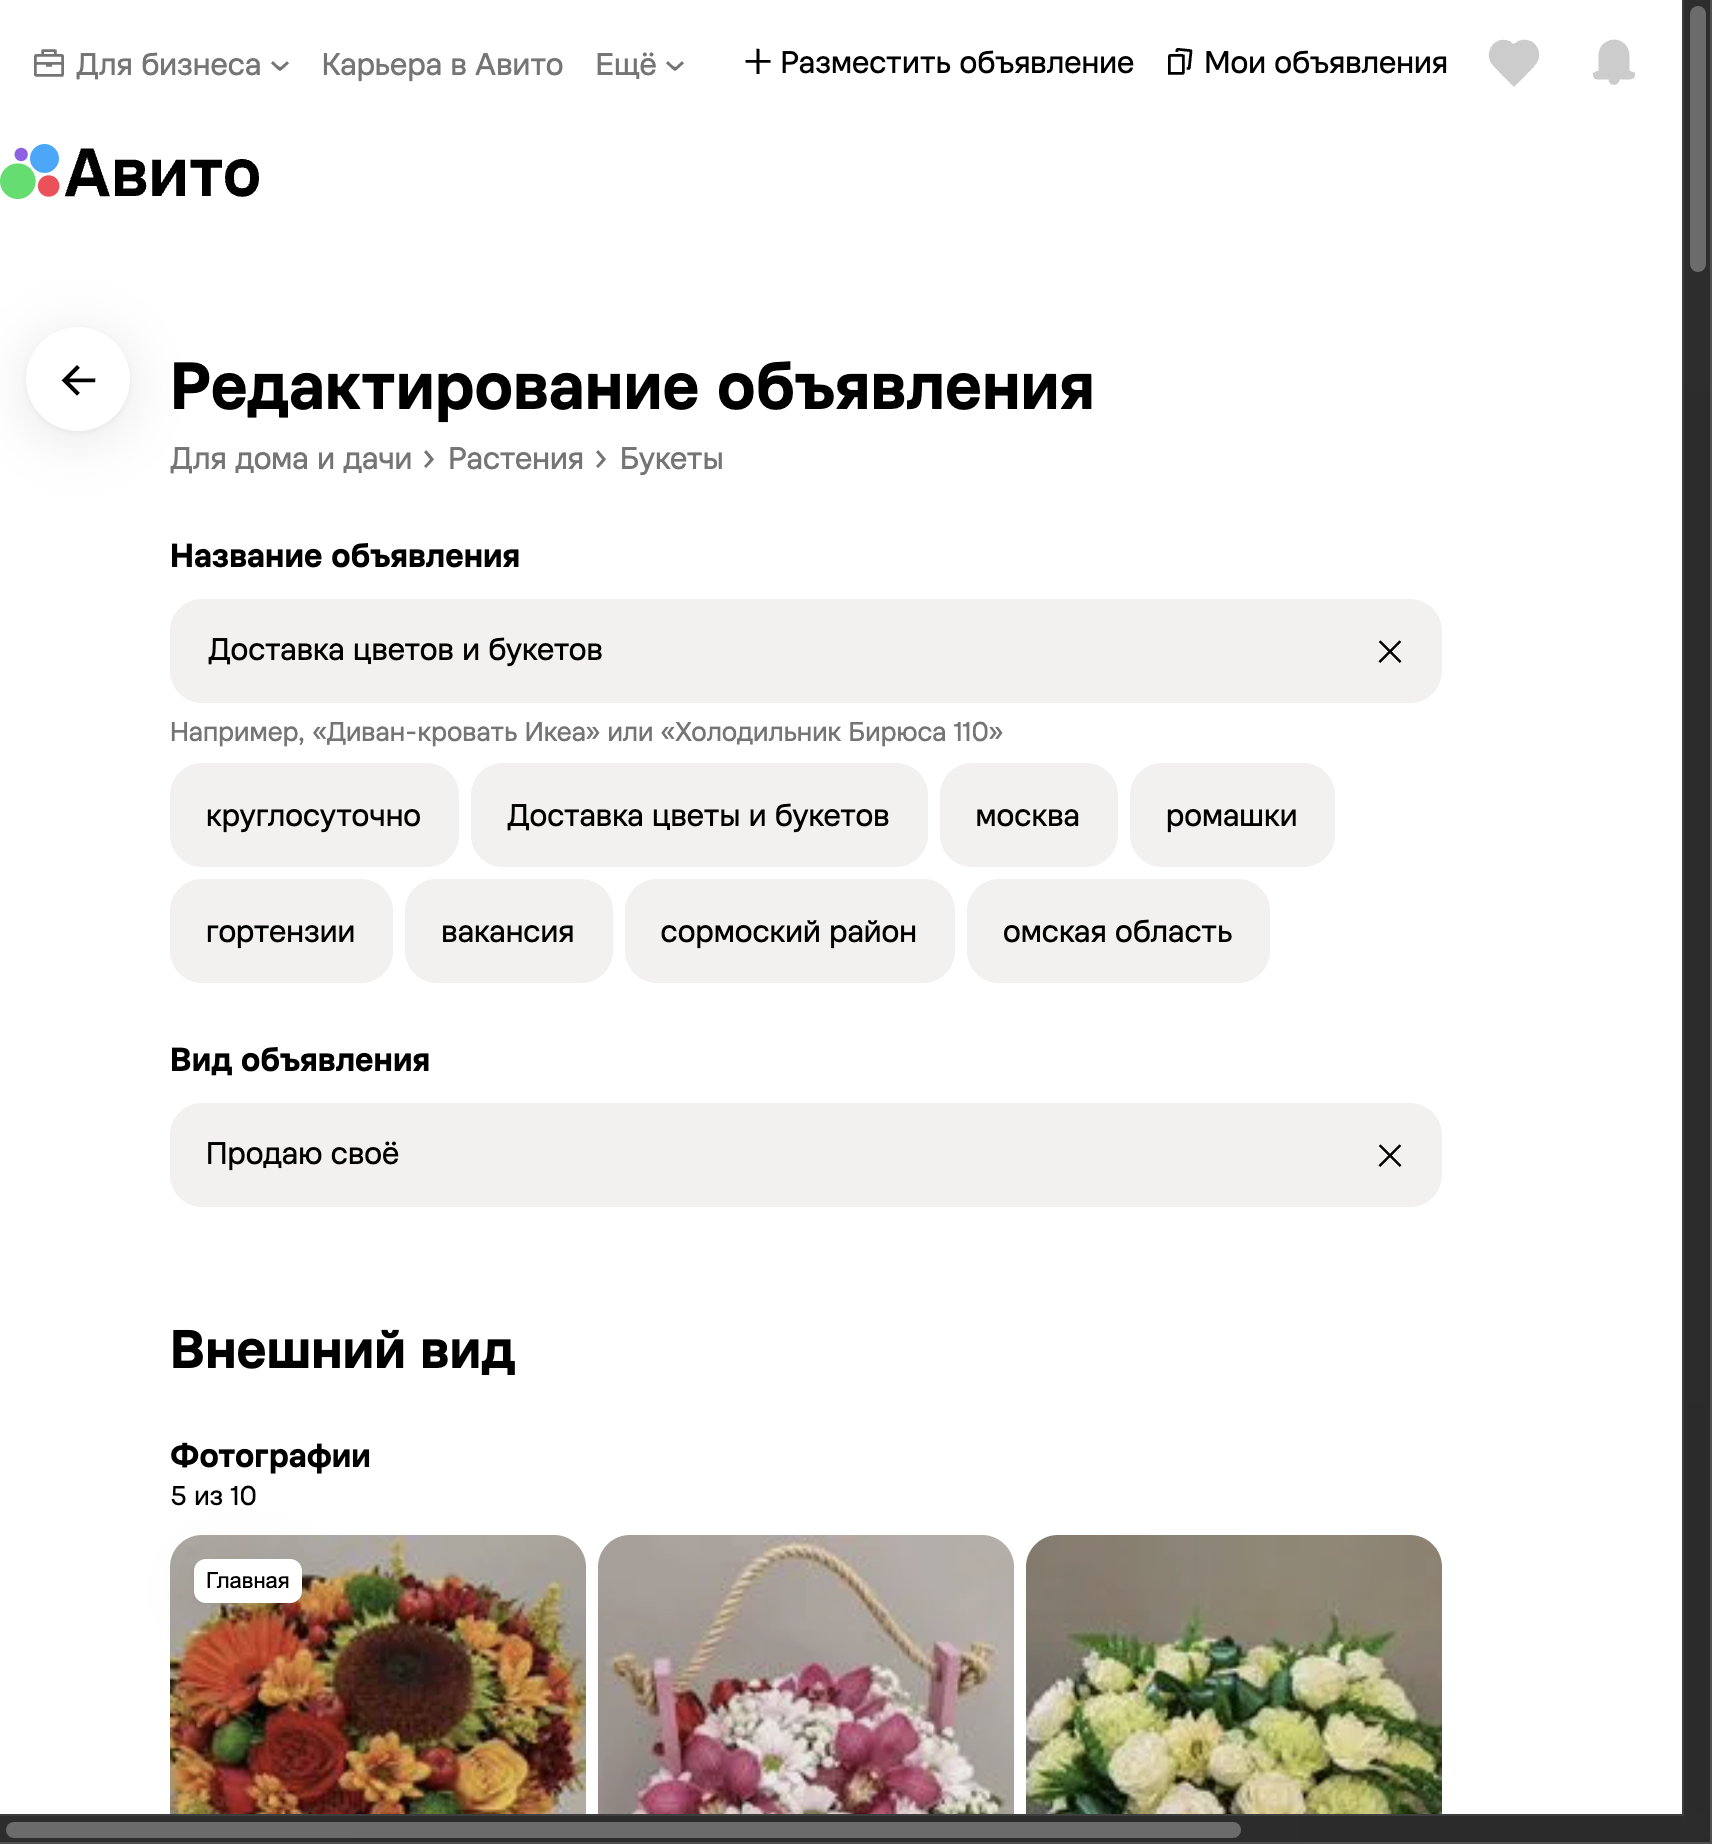 Для бизнеса Карьера в Авито Ещё Разместить объявление Мои объявления
Авито
Редактирование объявления
Для дома и дачи > Растения > Букеты
Название объявления
Доставка цветов и букетов
Например, «Диван-кровать Икеа» или «Холодильник Бирюса 110»
круглосуточно Доставка цветы и букетов москва ромашки
гортензии вакансия сормоский район омская область
Вид объявления
Продаю своё
Внешний вид
Фотографии
5 из 10
Главная